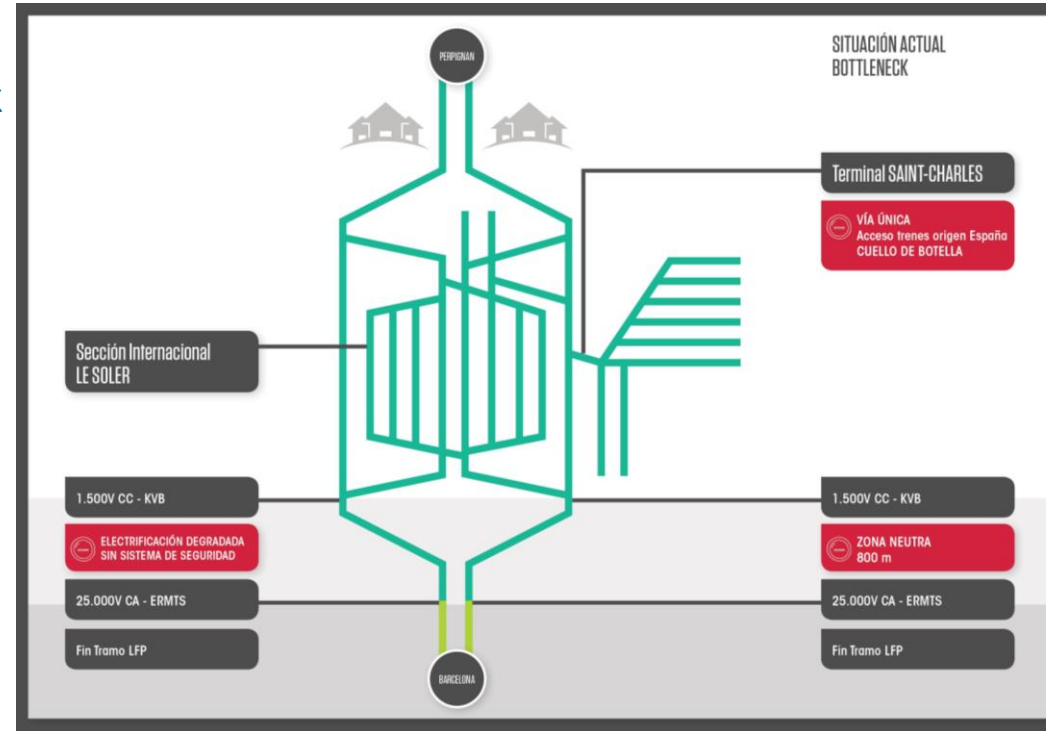 PERPIGNAN
SITUACIÓN ACTUAL
BOTTLENECK
Terminal SAINT-CHARLES
VÍA ÚNICA
Acceso trenes origen España
CUELLO DE BOTELLA
Sección Internacional
LE SOLER
1.500V CC - KVB
ELECTRIFICACIÓN DEGRADADA
SIN SISTEMA DE SEGURIDAD
25.000V CA - ERMTS
Fin Tramo LFP
1.500V CC - KVB
ZONA NEUTRA
800 m
25.000V CA - ERMTS
Fin Tramo LFP
BARCELONA